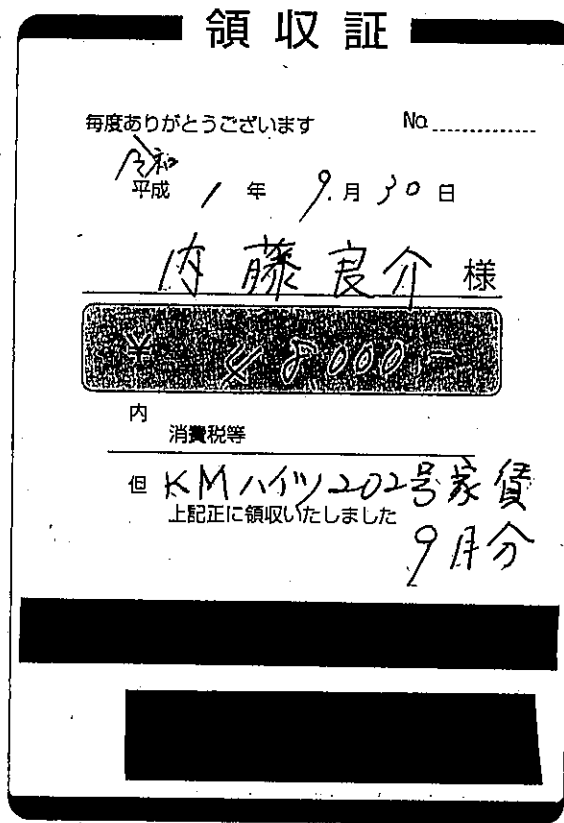 領収証
毎度ありがとうございます No.
令和
平成 1年 9.月30日
内藤良介様
¥ 48000-
内
消費税等
但 KMハイツ202号家賃
上記正に領収いたしました
9月分